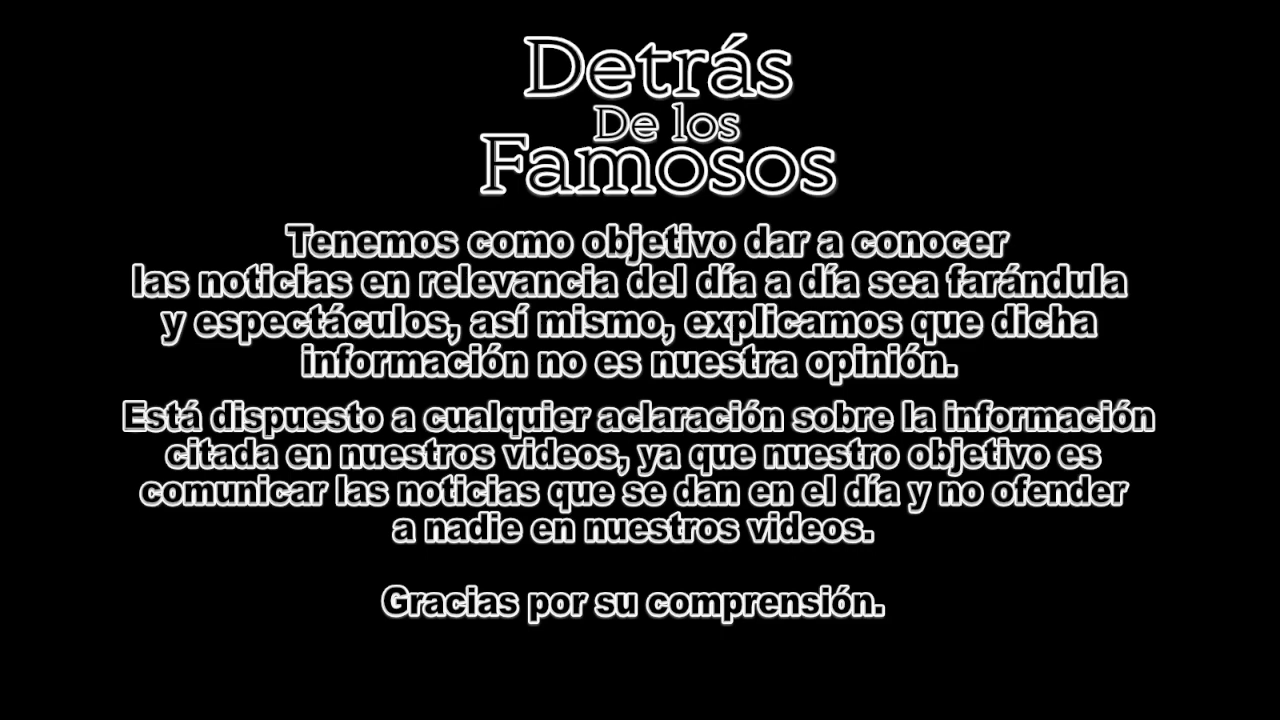 Detrás
De los
Famosos
Tenemos como objetivo dar a conocer
las noticias en relevancia del día a día sea farándula
y espectáculos, así mismo, explicamos que dicha
información no es nuestra opinión.
Está dispuesto a cualquier aclaración sobre la información
citada en nuestros videos, ya que nuestro objetivo es
comunicar las noticias que se dan en el día y no ofender
a nadie en nuestros videos.
Gracias por su comprensión.